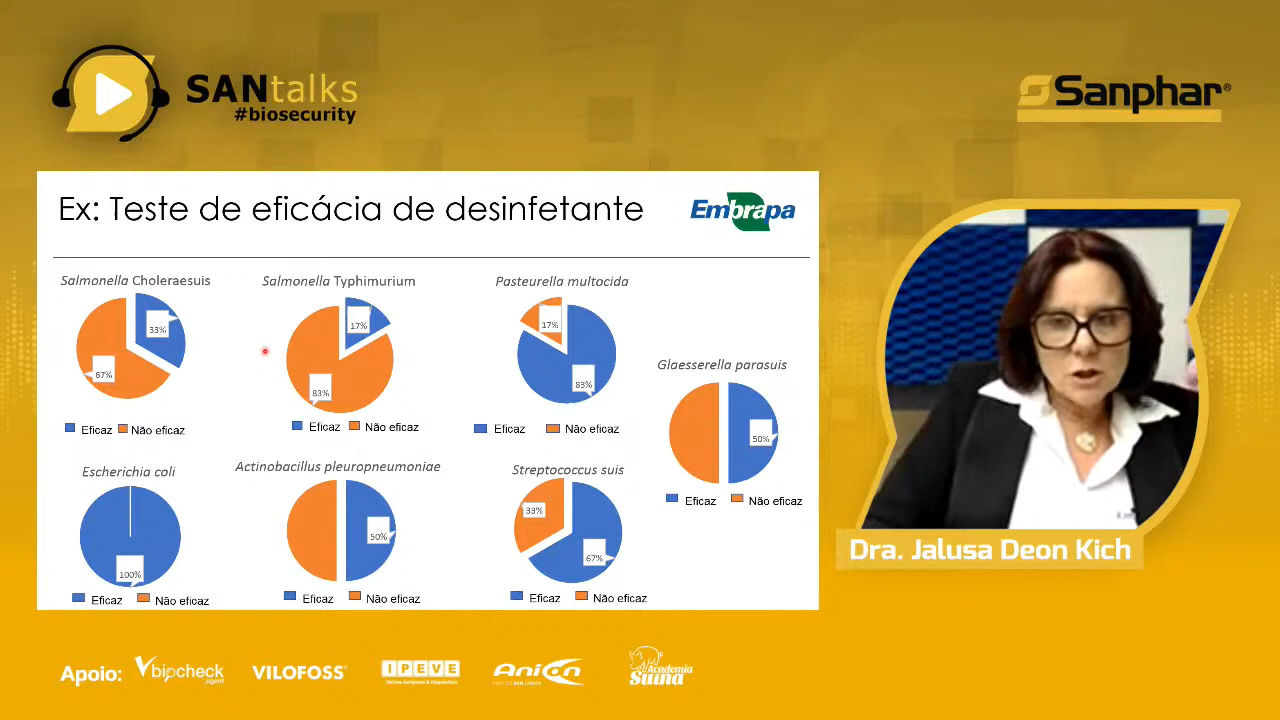 SANtalks
#biosecurity
Sanphar®
Ex: Teste de eficácia de desinfetante
Embrapa
Salmonella Choleraesuis
33%
67%
Eficaz Não eficaz
Salmonella Typhimurium
17%
83%
Eficaz Não eficaz
Pasteurella multocida
17%
83%
Eficaz Não eficaz
Glaesserella parasuis
50%
Eficaz Não eficaz
Escherichia coli
100%
Eficaz Não eficaz
Actinobacillus pleuropneumoniae
50%
Eficaz Não eficaz
Streptococcus suis
33%
67%
Eficaz Não eficaz
Dra. Jalusa Deon Kich
Apoio:
biocheck
.ugent
VILOFOSS®
IPEVE
AniCon
Academia
Suína